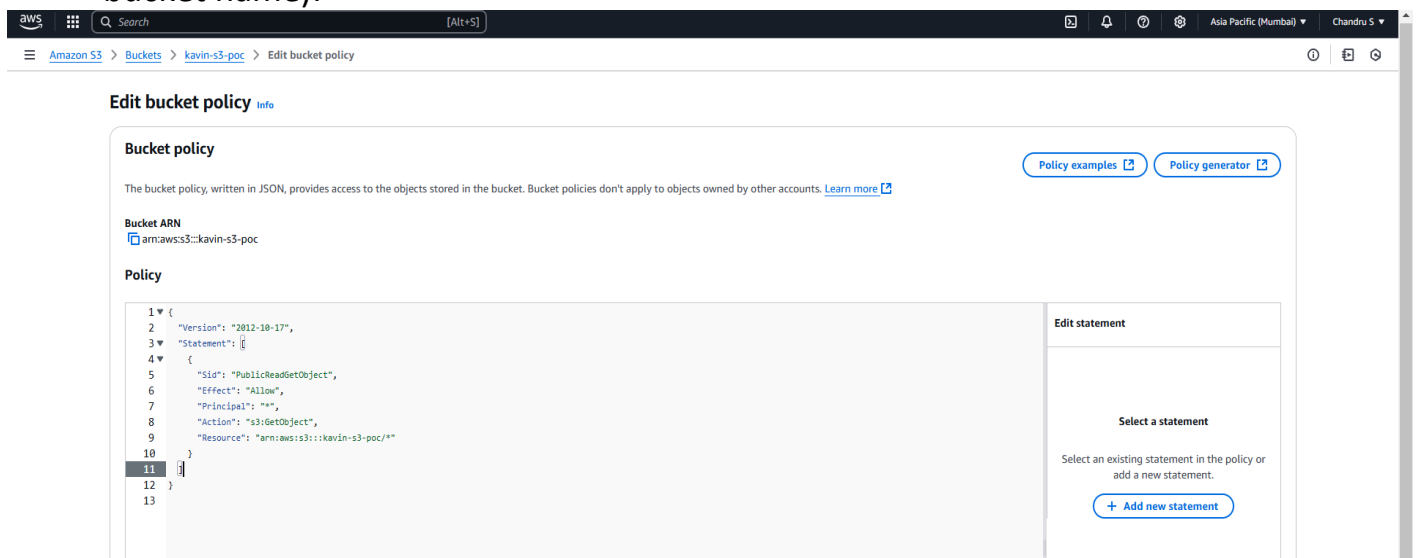 bucket name).
aws
Search
[Alt+S]
Asia Pacific (Mumbai) ▼
Chandru S ▼
Amazon S3 > Buckets > kavin-s3-poc > Edit bucket policy
Edit bucket policy Info
Bucket policy
Policy examples
Policy generator
The bucket policy, written in JSON, provides access to the objects stored in the bucket. Bucket policies don't apply to objects owned by other accounts. Learn more
Bucket ARN
arn:aws:s3:::kavin-s3-poc
Policy
1 ▼ {
2 "Version": "2012-10-17",
3 ▼ "Statement": [
4 ▼ {
5 "Sid": "PublicReadGetObject",
6 "Effect": "Allow",
7 "Principal": "*",
8 "Action": "s3:GetObject",
9 "Resource": "arn:aws:s3:::kavin-s3-poc/*"
10 }
11 ]
12 }
13
Edit statement
Select a statement
Select an existing statement in the policy or
add a new statement.
+ Add new statement